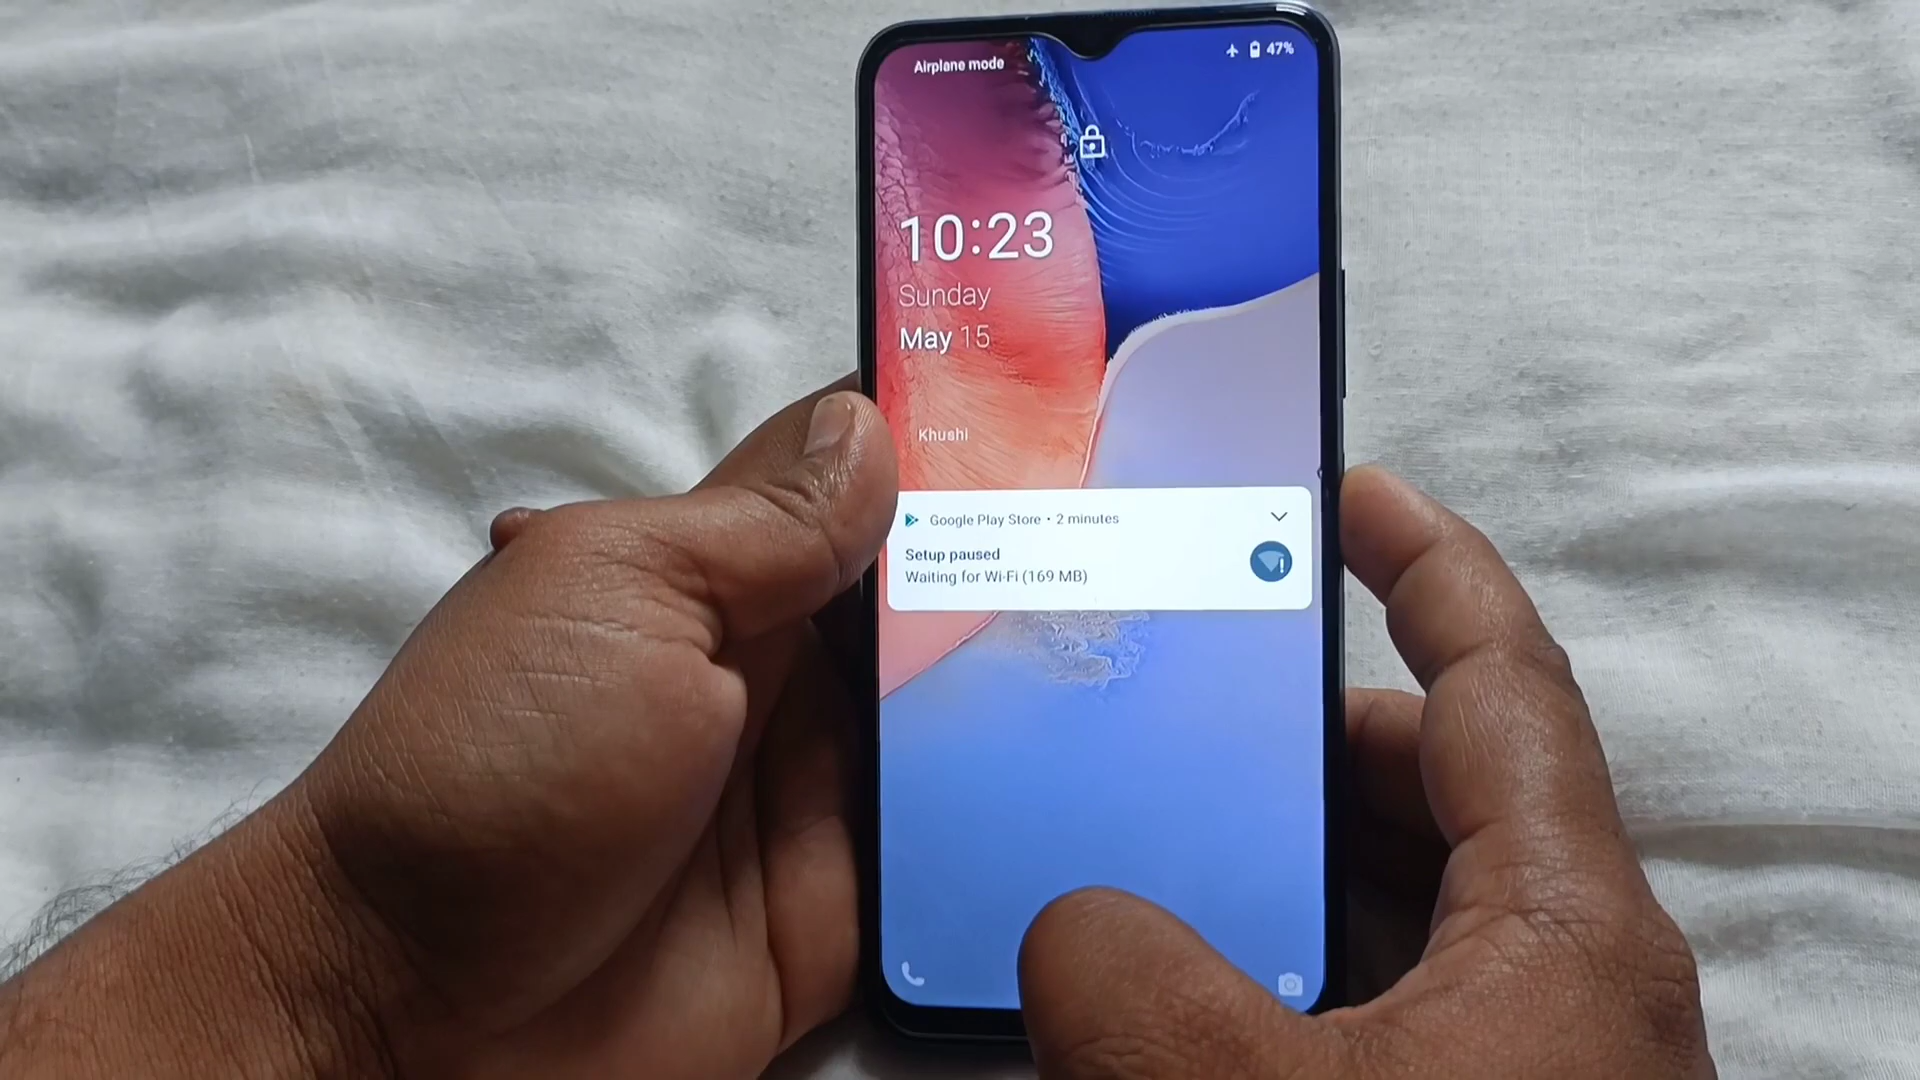 Airplane mode
47%
10:23
Sunday
May 15
Khushi
Google Play Store • 2 minutes
Setup paused
Waiting for Wi-Fi (169 MB)